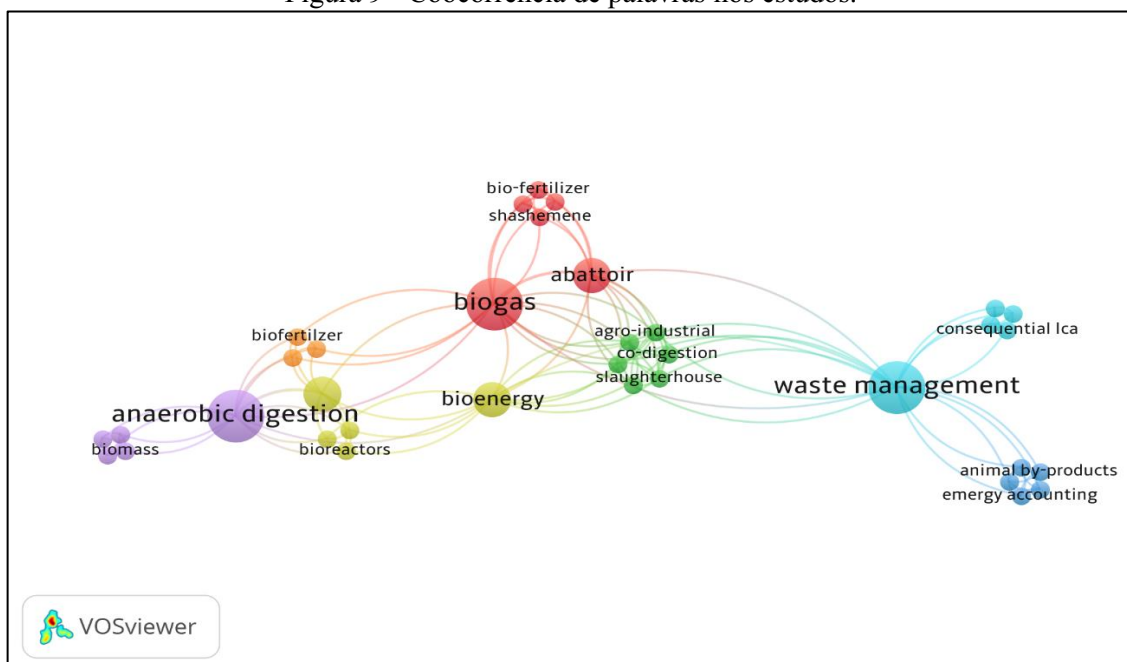 Figura 9 - Coocorrência de palavras nos estudos.
bio-fertilizer
shashemene
abattoir
biogas
biofertilzer
agro-industrial
co-digestion
slaughterhouse
consequential lca
waste management
bioenergy
anaerobic digestion
biomass
bioreactors
animal by-products
emergy accounting
VOSviewer